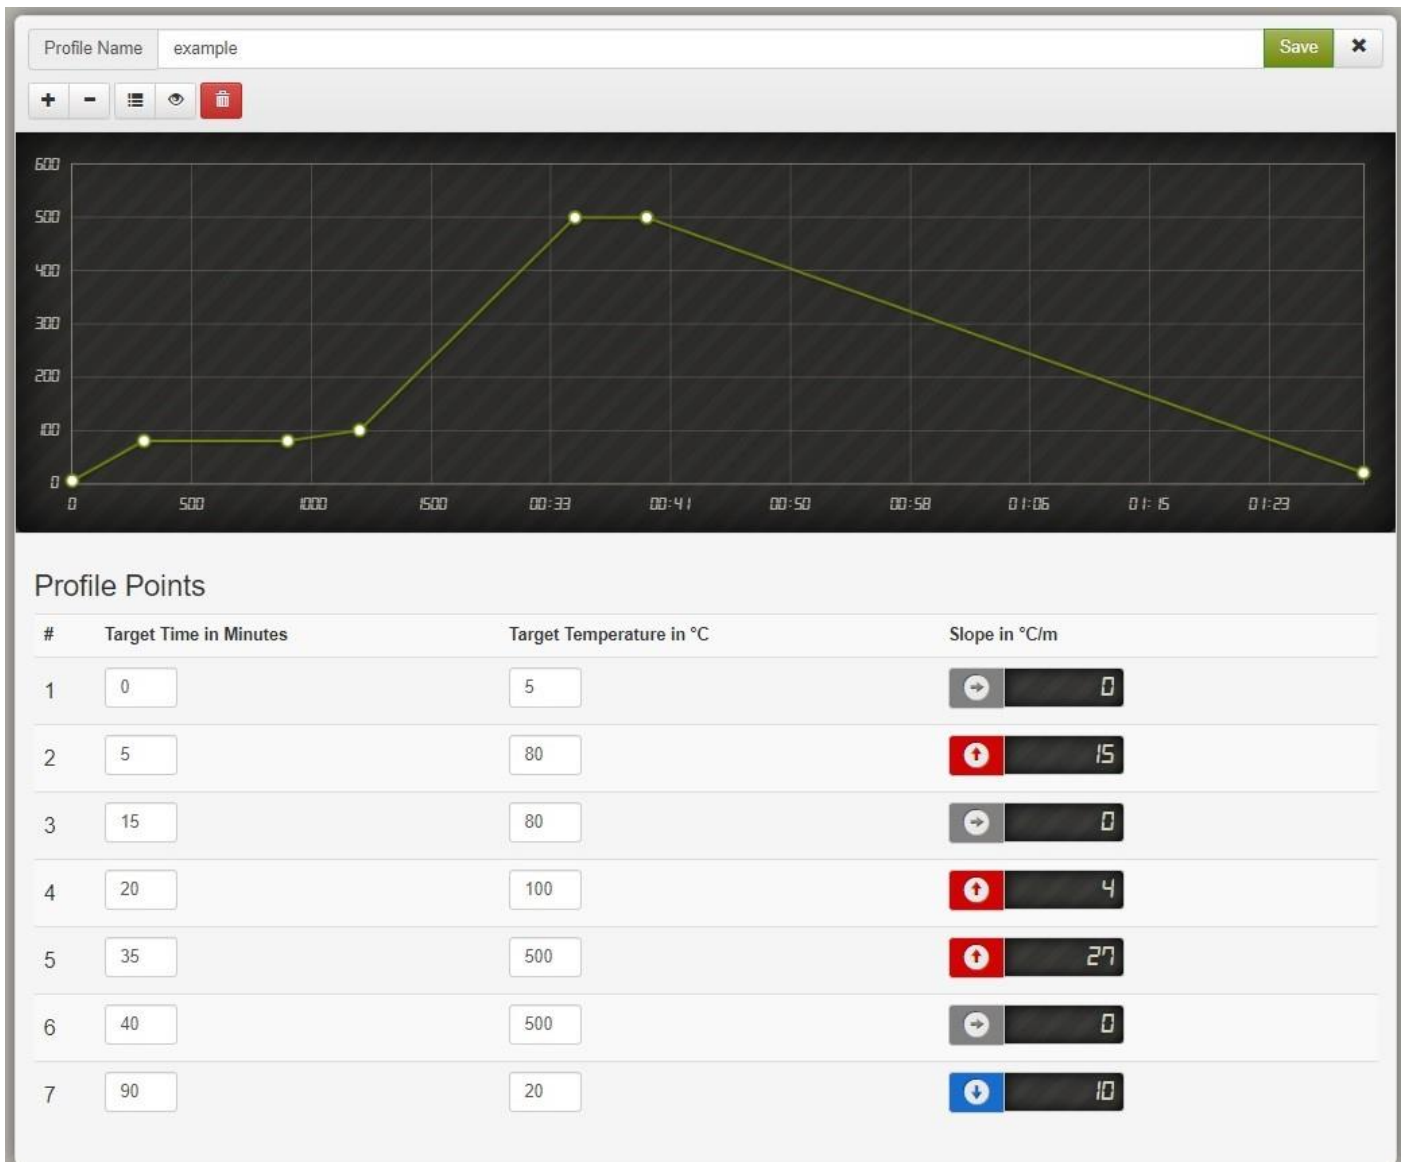 Profile Name example Save ×
600
500
400
300
200
100
0
0 500 1000 1500 00:33 00:41 00:50 00:58 01:06 01:15 01:23
Profile Points
# Target Time in Minutes Target Temperature in °C Slope in °C/m
1 0 5 0
2 5 80 15
3 15 80 0
4 20 100 4
5 35 500 27
6 40 500 0
7 90 20 10